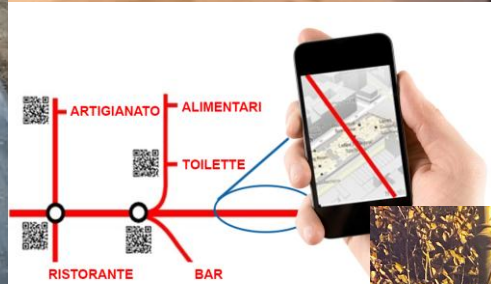 ARTIGIANATO
ALIMENTARI
TOILETTE
RISTORANTE
BAR